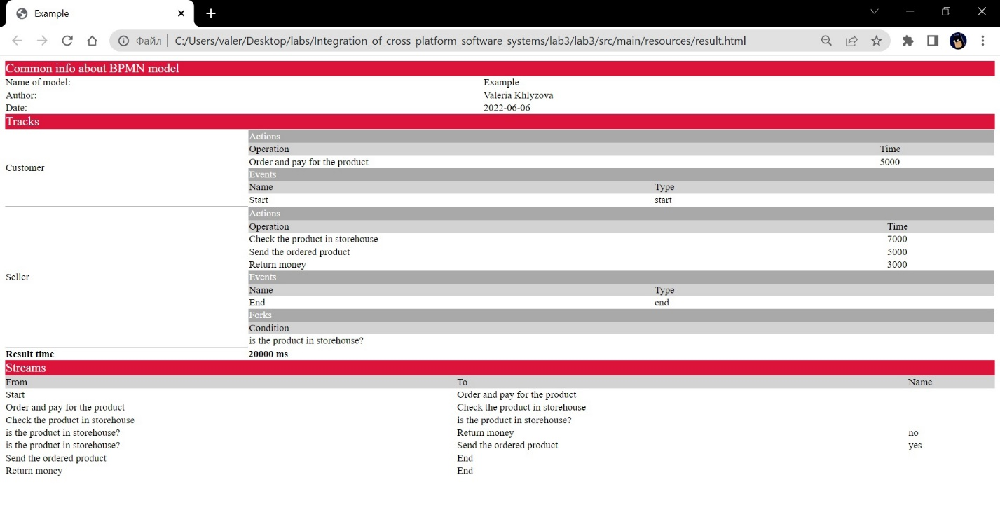 Example
Файл C:/Users/valer/Desktop/labs/Integration_of_cross_platform_software_systems/lab3/lab3/src/main/resources/result.html
Common info about BPMN model
Name of model: Example
Author: Valeria Khlyzova
Date: 2022-06-06
Tracks
Customer
Actions
Operation Time
Order and pay for the product 5000
Events
Name Type
Start start
Seller
Actions
Operation Time
Check the product in storehouse 7000
Send the ordered product 5000
Return money 3000
Events
Name Type
End end
Forks
Condition
is the product in storehouse?
Result time 20000 ms
Streams
From To Name
Start Order and pay for the product
Order and pay for the product Check the product in storehouse
Check the product in storehouse is the product in storehouse?
is the product in storehouse? Return money no
is the product in storehouse? Send the ordered product yes
Send the ordered product End
Return money End